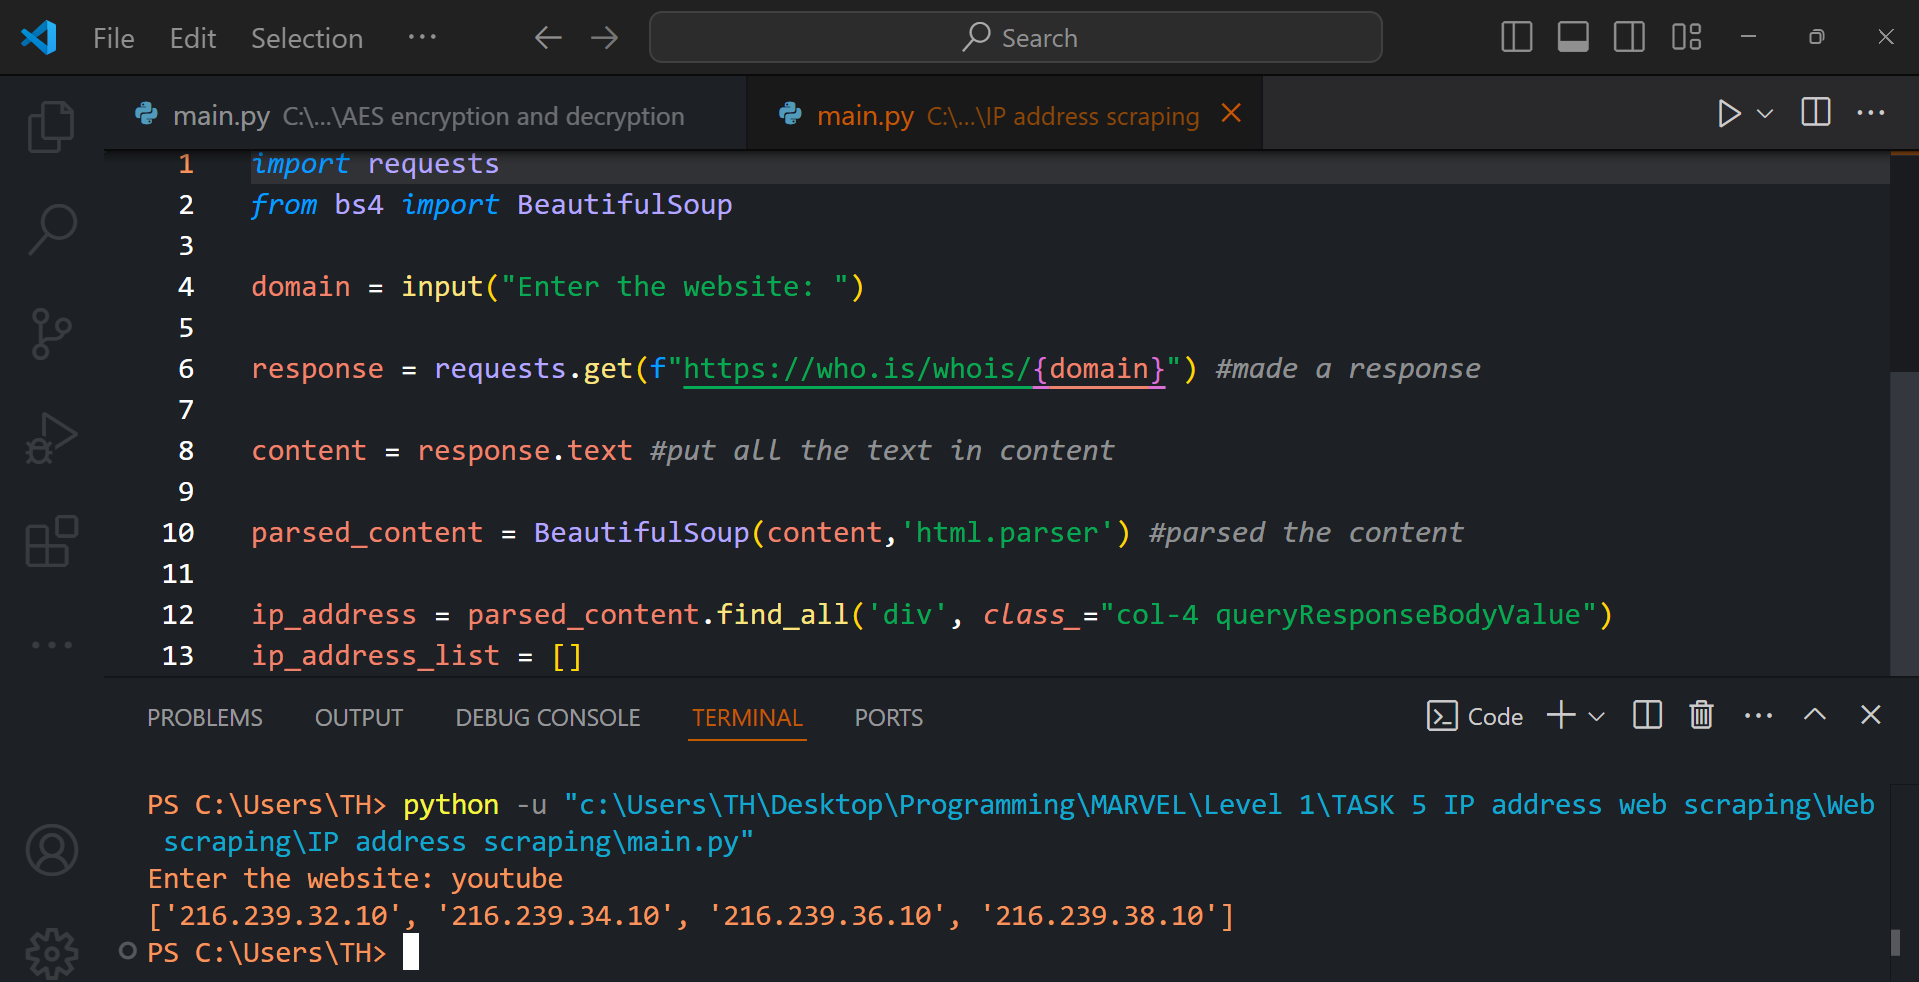 File Edit Selection ··· Search
main.py C:\...\AES encryption and decryption main.py C:\...\IP address scraping
1 import requests
2 from bs4 import BeautifulSoup
3
4 domain = input("Enter the website: ")
5
6 response = requests.get(f"https://who.is/whois/{domain}") #made a response
7
8 content = response.text #put all the text in content
9
10 parsed_content = BeautifulSoup(content,'html.parser') #parsed the content
11
12 ip_address = parsed_content.find_all('div', class_="col-4 queryResponseBodyValue")
13 ip_address_list = []
PROBLEMS OUTPUT DEBUG CONSOLE TERMINAL PORTS Code
PS C:\Users\TH> python -u "c:\Users\TH\Desktop\Programming\MARVEL\Level 1\TASK 5 IP address web scraping\Web
scraping\IP address scraping\main.py"
Enter the website: youtube
['216.239.32.10', '216.239.34.10', '216.239.36.10', '216.239.38.10']
PS C:\Users\TH>